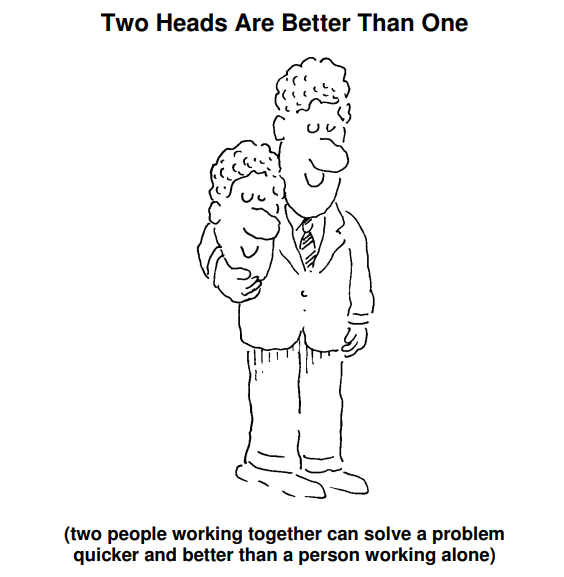 Two Heads Are Better Than One
(two people working together can solve a problem
quicker and better than a person working alone)